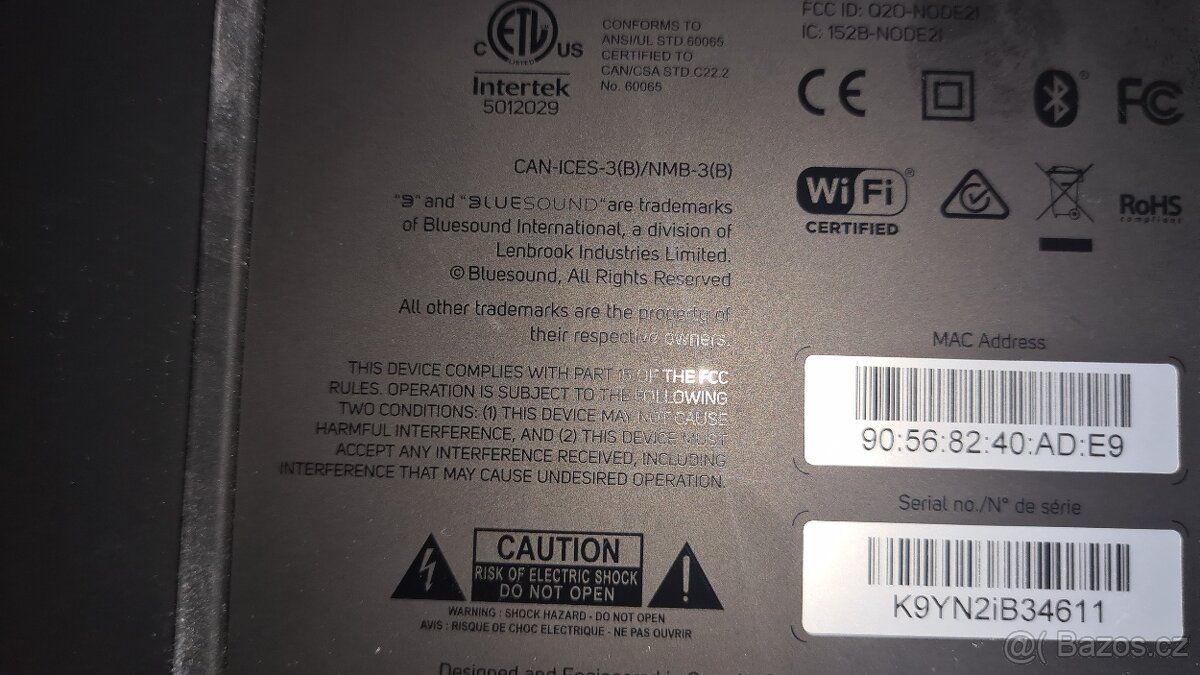 c ETL US
LISTED
Intertek
5012029
CONFORMS TO
ANSI/UL STD.60065
CERTIFIED TO
CAN/CSA STD.C22.2
No. 60065
FCC ID: Q2O-NODE2I
IC: 152B-NODE2I
CE
FC
CAN-ICES-3(B)/NMB-3(B)
"B" and "BLUESOUND" are trademarks
of Bluesound International, a division of
Lenbrook Industries Limited.
© Bluesound, All Rights Reserved
All other trademarks are the property of
their respective owners.
THIS DEVICE COMPLIES WITH PART 15 OF THE FCC
RULES. OPERATION IS SUBJECT TO THE FOLLOWING
TWO CONDITIONS: (1) THIS DEVICE MAY NOT CAUSE
HARMFUL INTERFERENCE, AND (2) THIS DEVICE MUST
ACCEPT ANY INTERFERENCE RECEIVED, INCLUDING
INTERFERENCE THAT MAY CAUSE UNDESIRED OPERATION.
CAUTION
RISK OF ELECTRIC SHOCK
DO NOT OPEN
WARNING : SHOCK HAZARD - DO NOT OPEN
AVIS : RISQUE DE CHOC ELECTRIQUE - NE PAS OUVRIR
Designed and Engineered in
WiFi®
CERTIFIED
RoHS
compliant
MAC Address
90:56:82:40:AD:E9
Serial no./N° de série
K9YN2iB34611
@( Bazos.cz